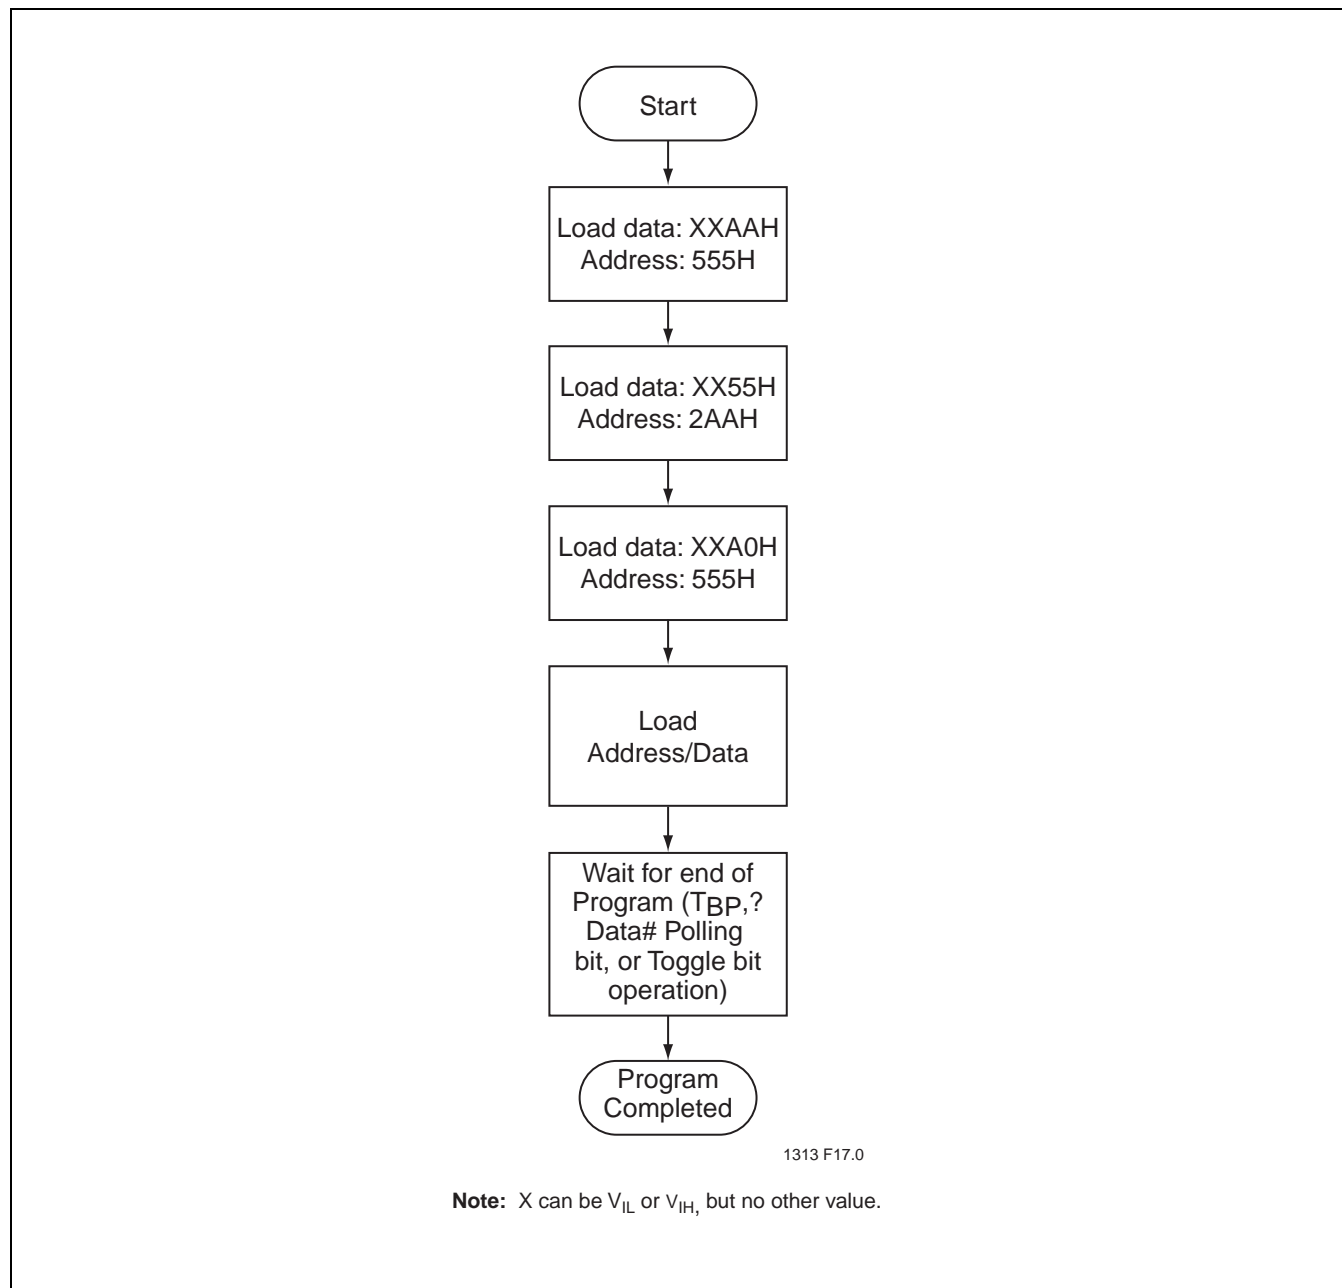 Start
Load data: XXAAH
Address: 555H
Load data: XX55H
Address: 2AAH
Load data: XXA0H
Address: 555H
Load
Address/Data
Wait for end of
Program (TBP,?
Data# Polling
bit, or Toggle bit
operation)
Program
Completed
1313 F17.0
Note: X can be VIL or VIH, but no other value.